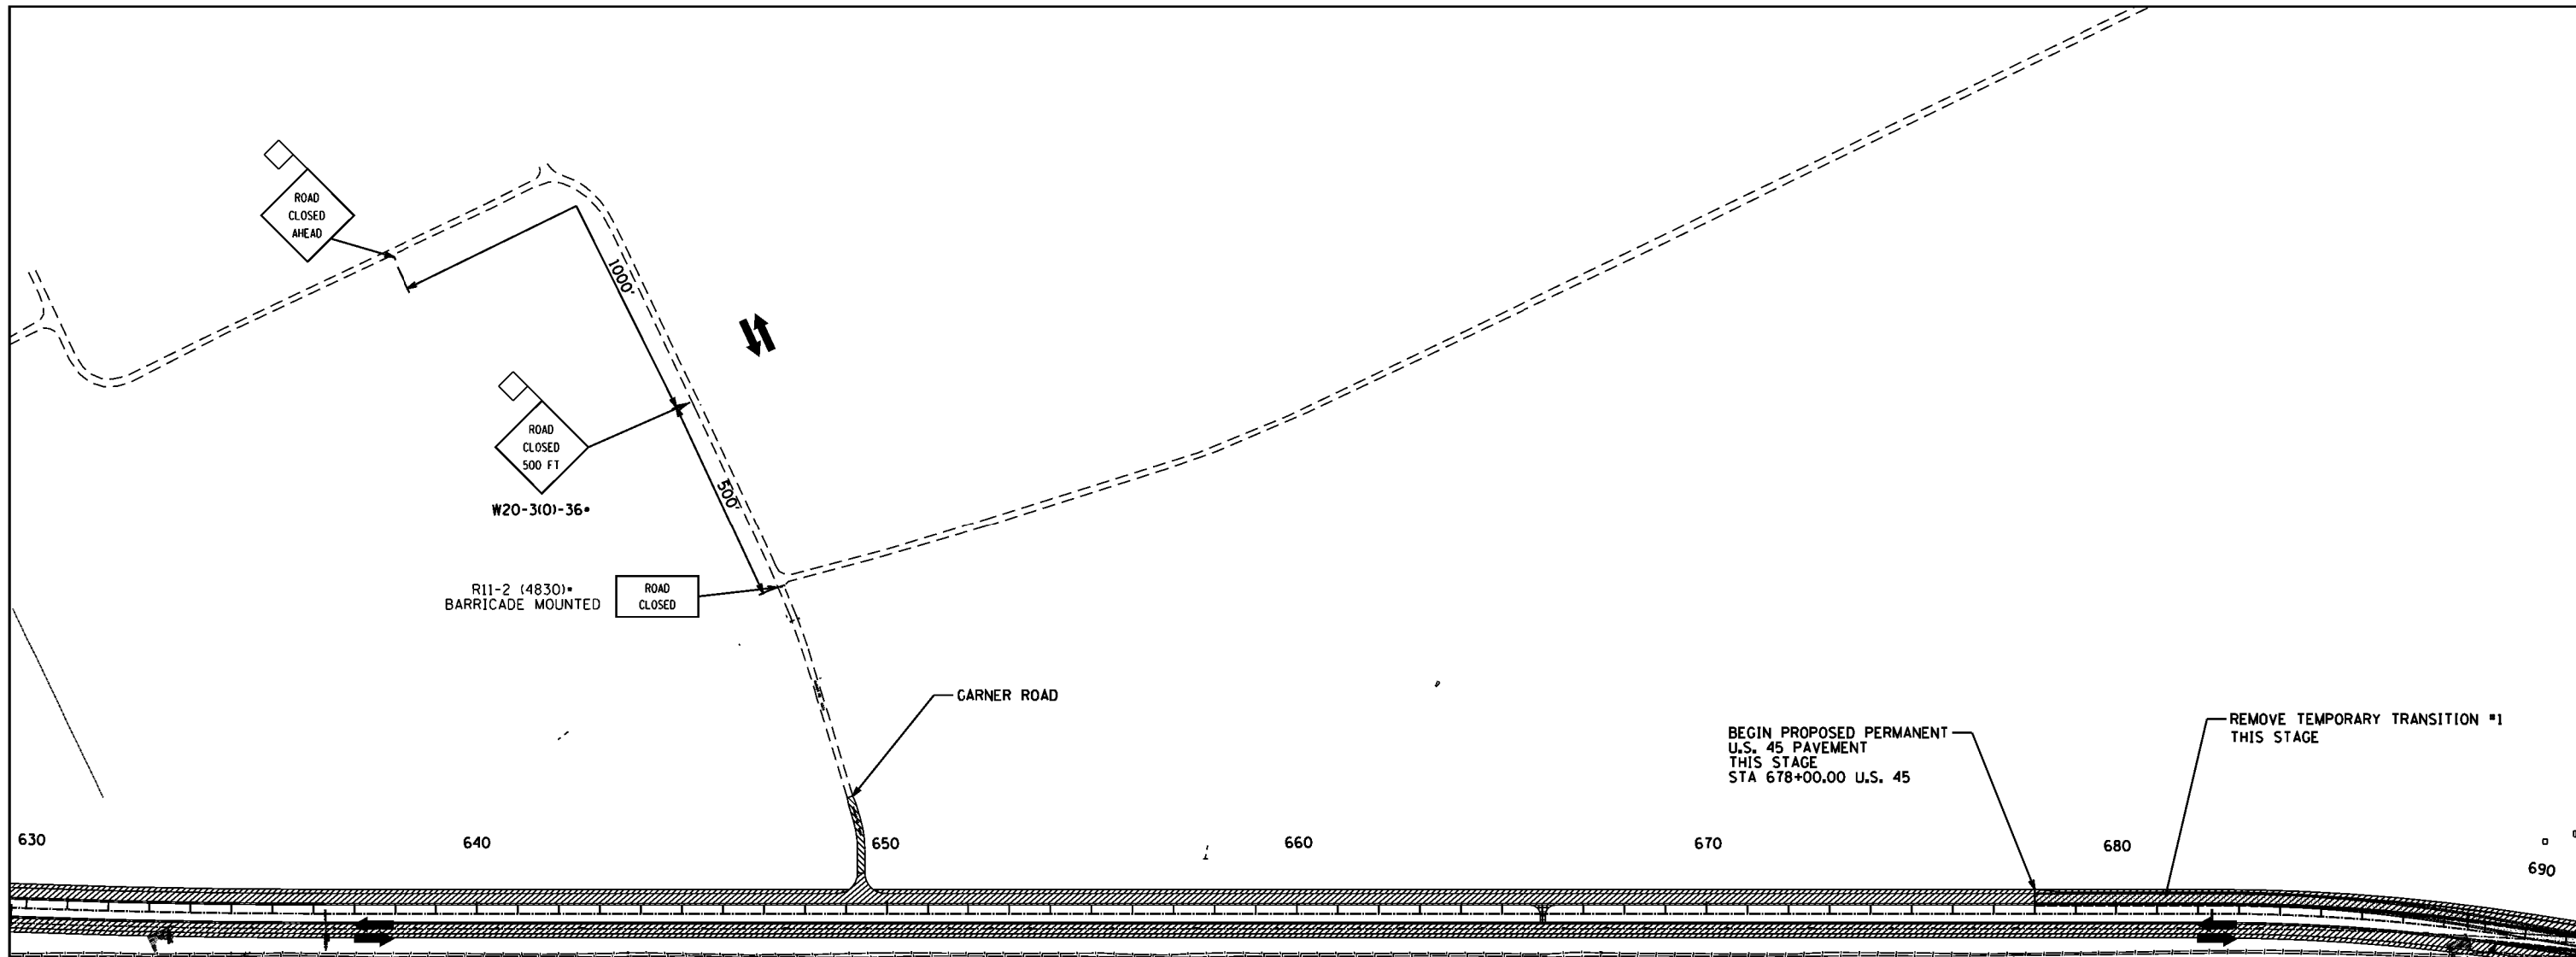 ROAD
CLOSED
AHEAD
1000'
ROAD
CLOSED
500 FT
W20-3(0)-36*
500'
R11-2 (4830)*
BARRICADE MOUNTED
ROAD
CLOSED
GARNER ROAD
BEGIN PROPOSED PERMANENT
U.S. 45 PAVEMENT
THIS STAGE
STA 678+00.00 U.S. 45
REMOVE TEMPORARY TRANSITION #1
THIS STAGE
630
640
650
660
670
680
690